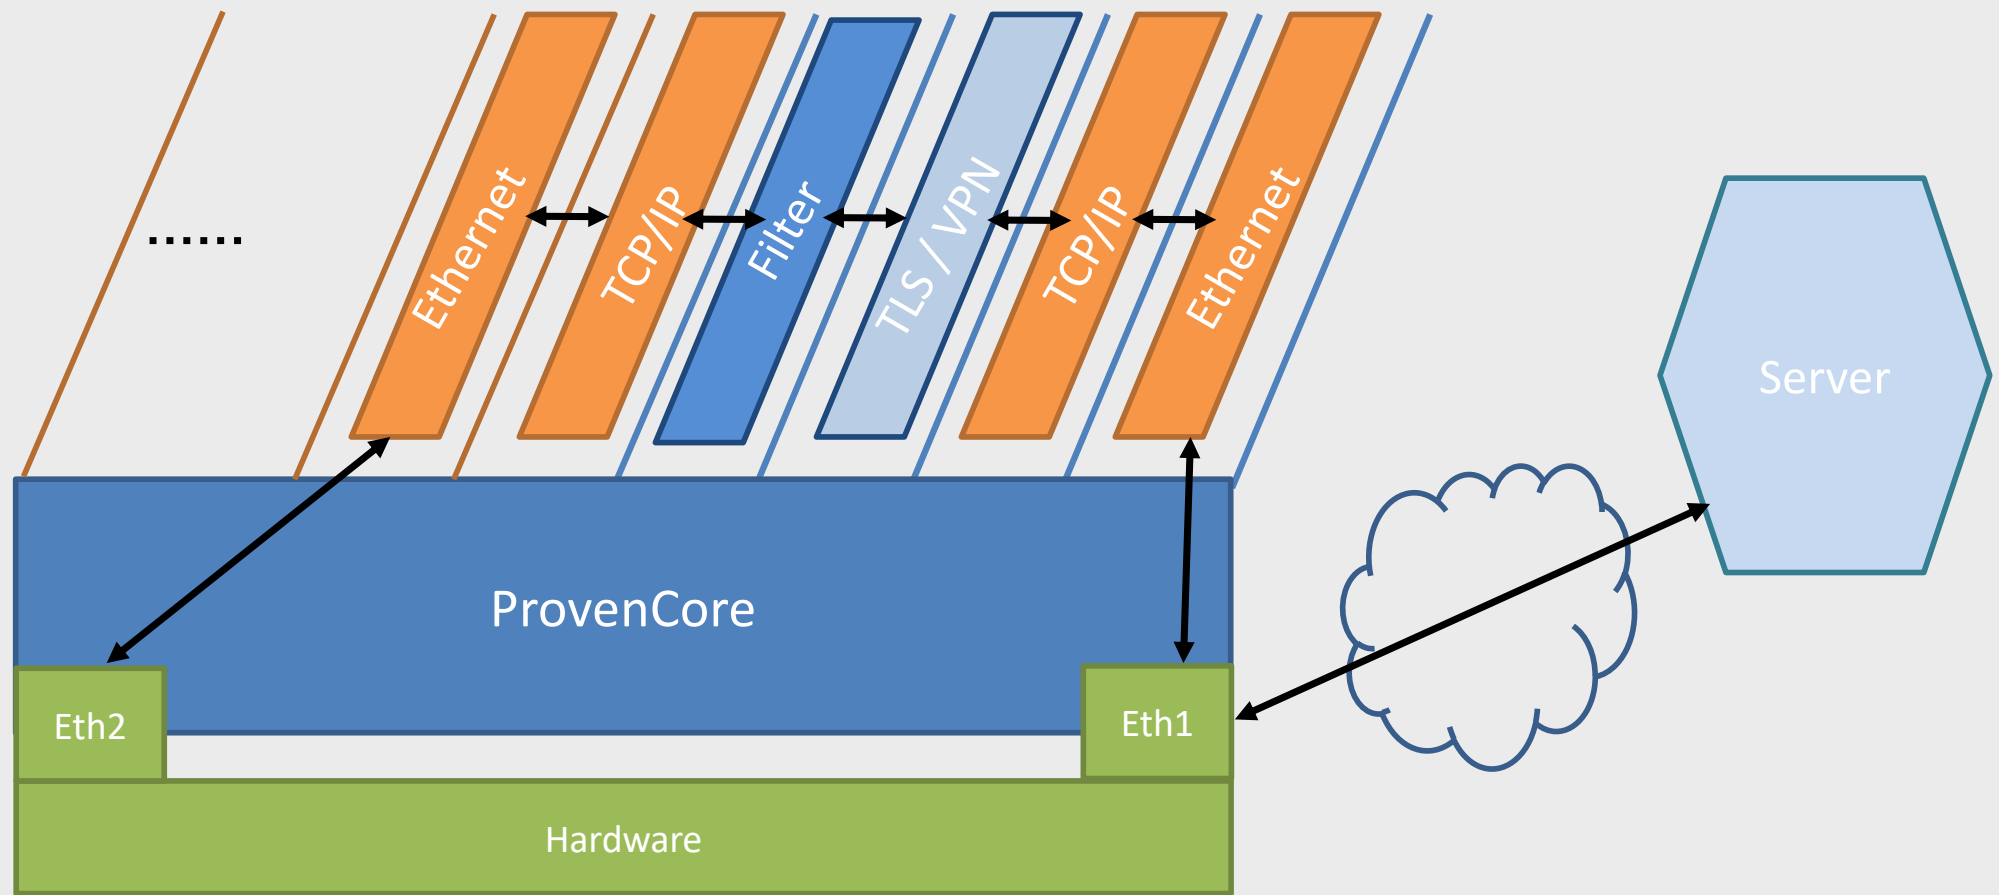 ......
Ethernet
TCP/IP
Filter
TLS / VPN
TCP/IP
Ethernet
Server
ProvenCore
Eth2
Eth1
Hardware